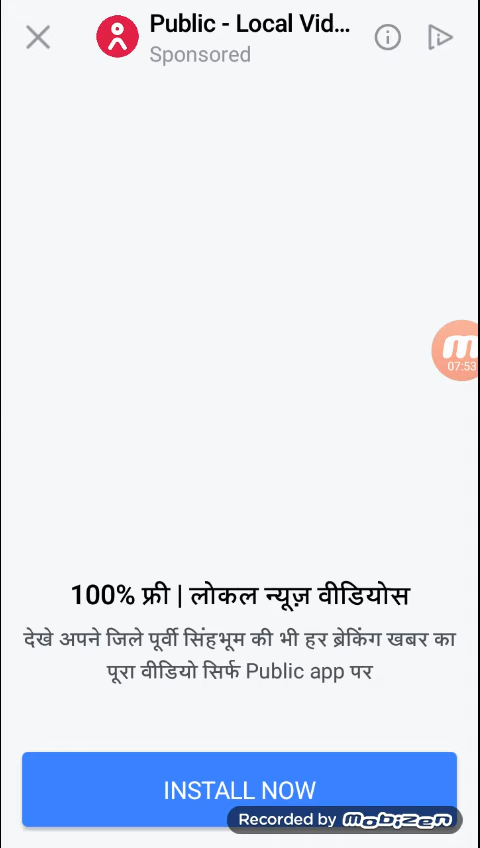 Public - Local Vid...
Sponsored
07:53
100% फ्री | लोकल न्यूज़ वीडियोस
देखे अपने जिले पूर्वी सिंहभूम की भी हर ब्रेकिंग खबर का
पूरा वीडियो सिर्फ Public app पर
INSTALL NOW
Recorded by mobizen